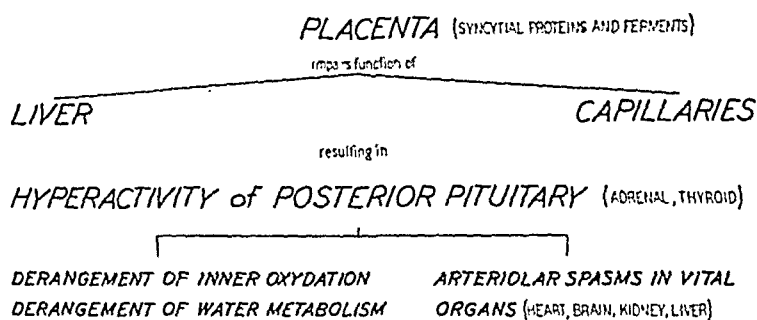 PLACENTA (SYNCYTIAL PROTEINS AND FERMENTS)
impairs function of
LIVER CAPILLARIES
resulting in
HYPERACTIVITY of POSTERIOR PITUITARY (ADRENAL, THYROID)
DERANGEMENT OF INNER OXYDATION
DERANGEMENT OF WATER METABOLISM
ARTERIOLAR SPASMS IN VITAL
ORGANS (HEART, BRAIN, KIDNEY, LIVER)